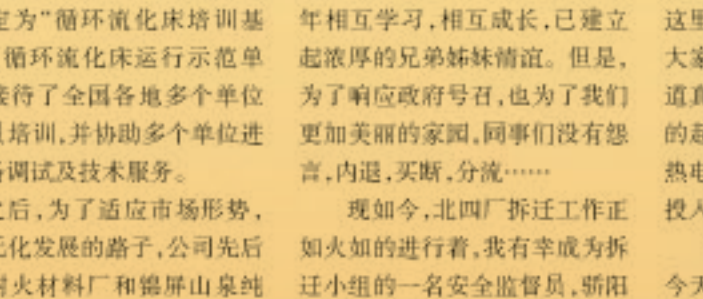 定为“循环流化床培训基
循环流化床运行示范单
接待了全国各地多个单位
培训,并协助多个单位进
调试及技术服务。
之后,为了适应市场形势,
元化发展的路子,公司先后
耐火材料厂和锦屏山泉纯
年相互学习,相互成长,已建立
起浓厚的兄弟姊妹情谊。但是,
为了响应政府号召,也为了我们
更加美丽的家园,同事们没有怨
言,内退,买断,分流……
现如今,北四厂拆迁工作正
如火如的进行着,我有幸成为拆
迁小组的一名安全监督员,骄阳
这里
大家
道真
的起
热电
投入
今天